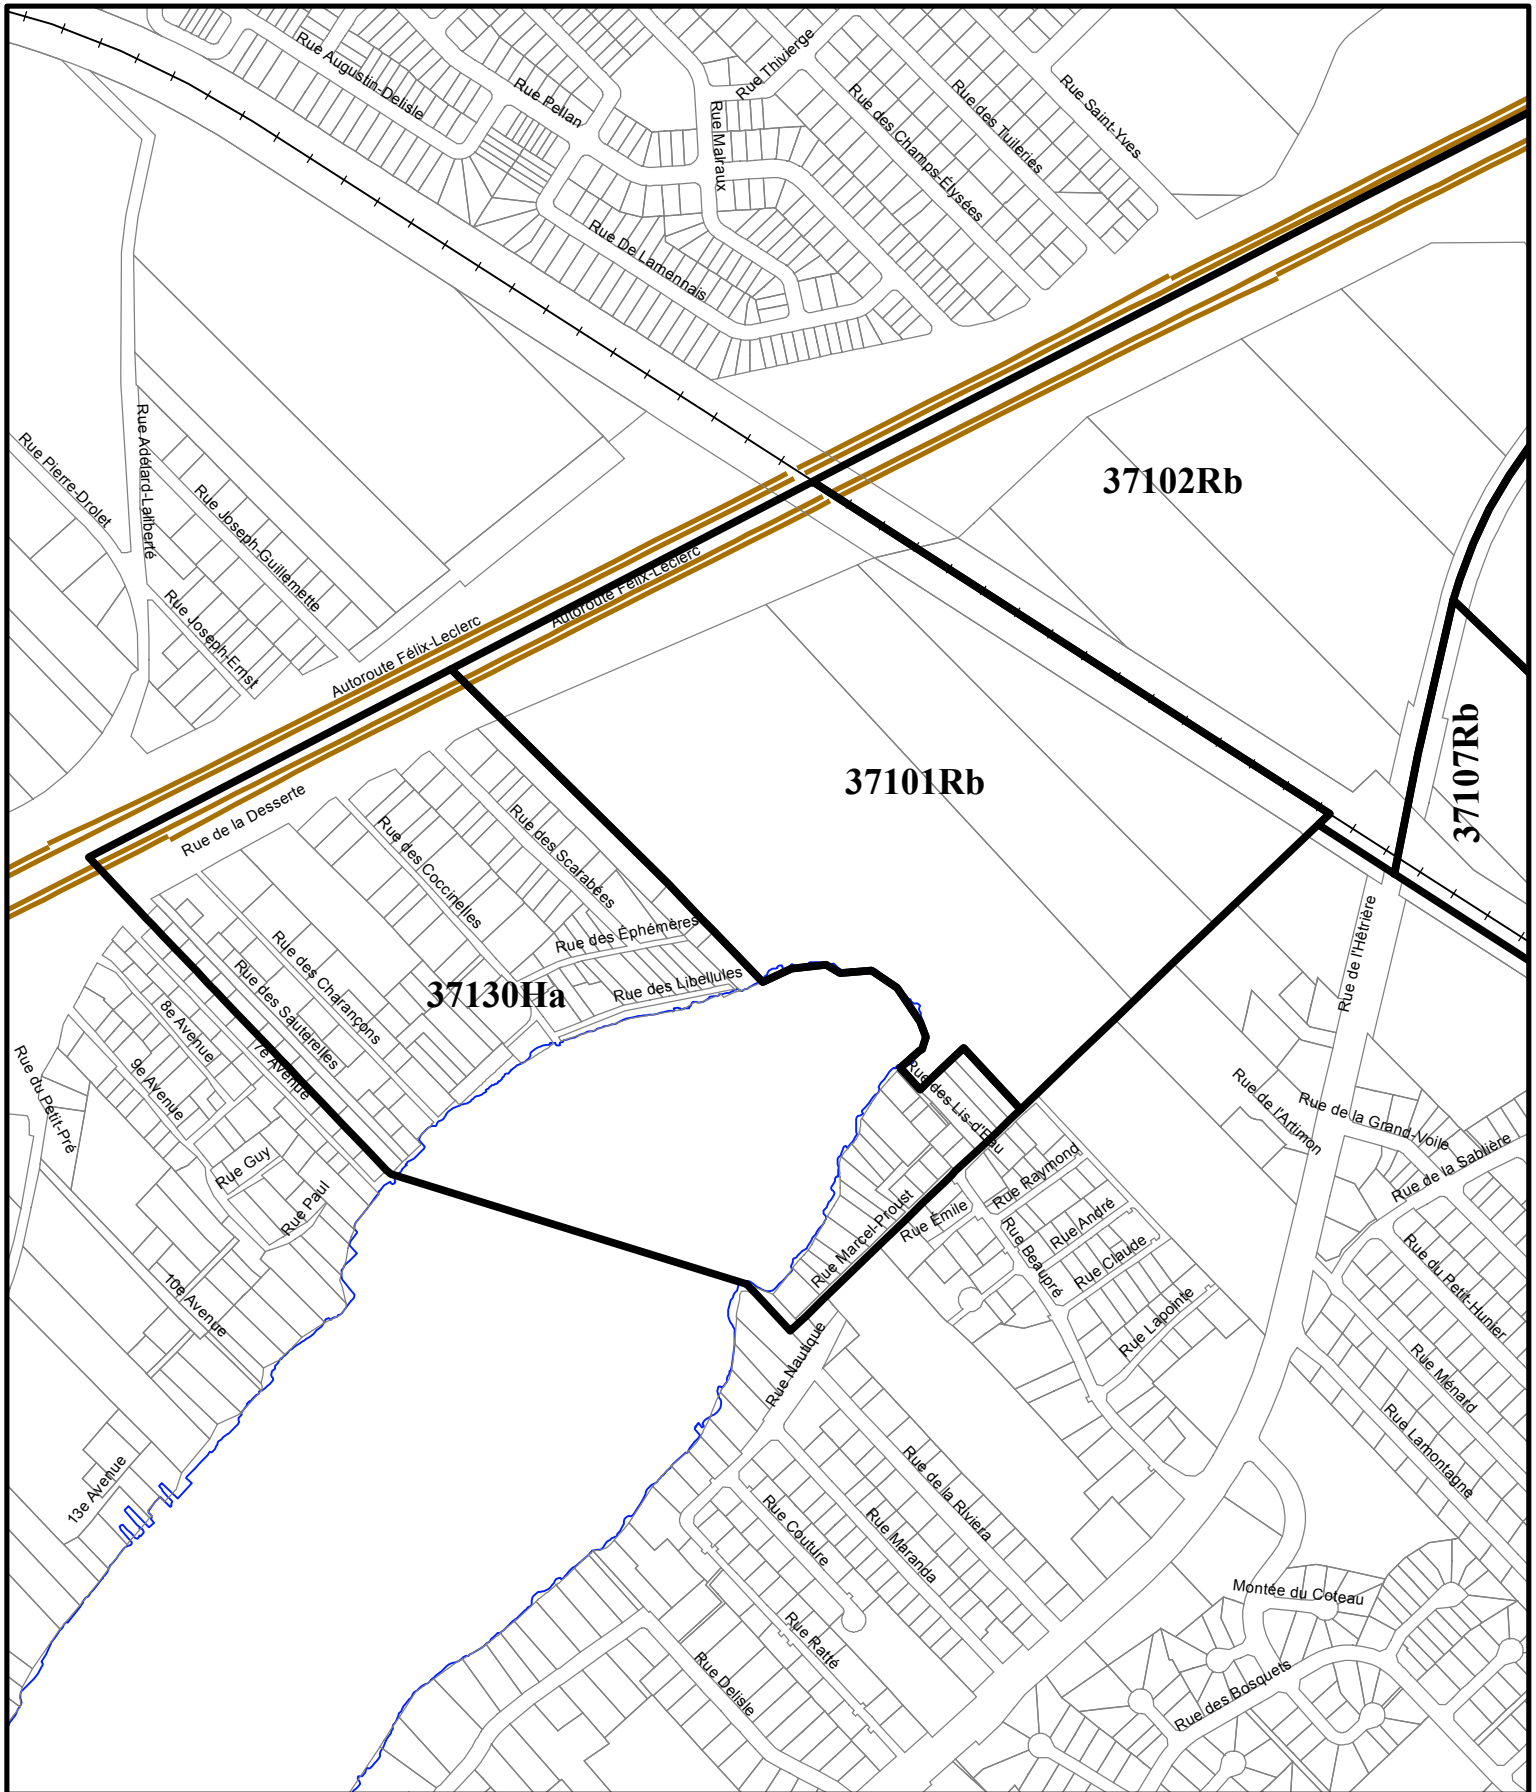 Rue Augustin-Delisle
Rue Pellan
Rue Thivierge
Rue Malraux
Rue des Champs-Élysées
Rue des Tuileries
Rue Saint-Yves
Rue De Lamennais
Rue Pierre-Drolet
Rue Adélard-Laliberté
Rue Joseph-Guillemette
Rue Joseph-Ernst
37102Rb
Autoroute Félix-Leclerc
Autoroute Félix-Leclerc
37101Rb
37107Rb
Rue de la Desserte
Rue des Scarabées
Rue des Coccinelles
Rue des Éphémères
Rue des Libellules
Rue des Charançons
Rue des Sauterelles
37130Ha
7e Avenue
8e Avenue
9e Avenue
Rue du Petit-Pré
Rue Guy
Rue Paul
10e Avenue
13e Avenue
Rue de l'Hêtrière
Rue des Lis-d'Eau
Rue Raymond
Rue Émile
Rue Marcel-Proust
Rue André
Rue Claude
Rue Beaupré
Rue Lapointe
Rue Nautique
Rue de l'Artimon
Rue de la Grand-Voile
Rue de la Sablière
Rue du Petit-Hunier
Rue Ménard
Rue Lamontagne
Rue de la Riviera
Rue Maranda
Rue Couture
Rue Ratté
Rue Delisle
Montée du Coteau
Rue des Bosquets